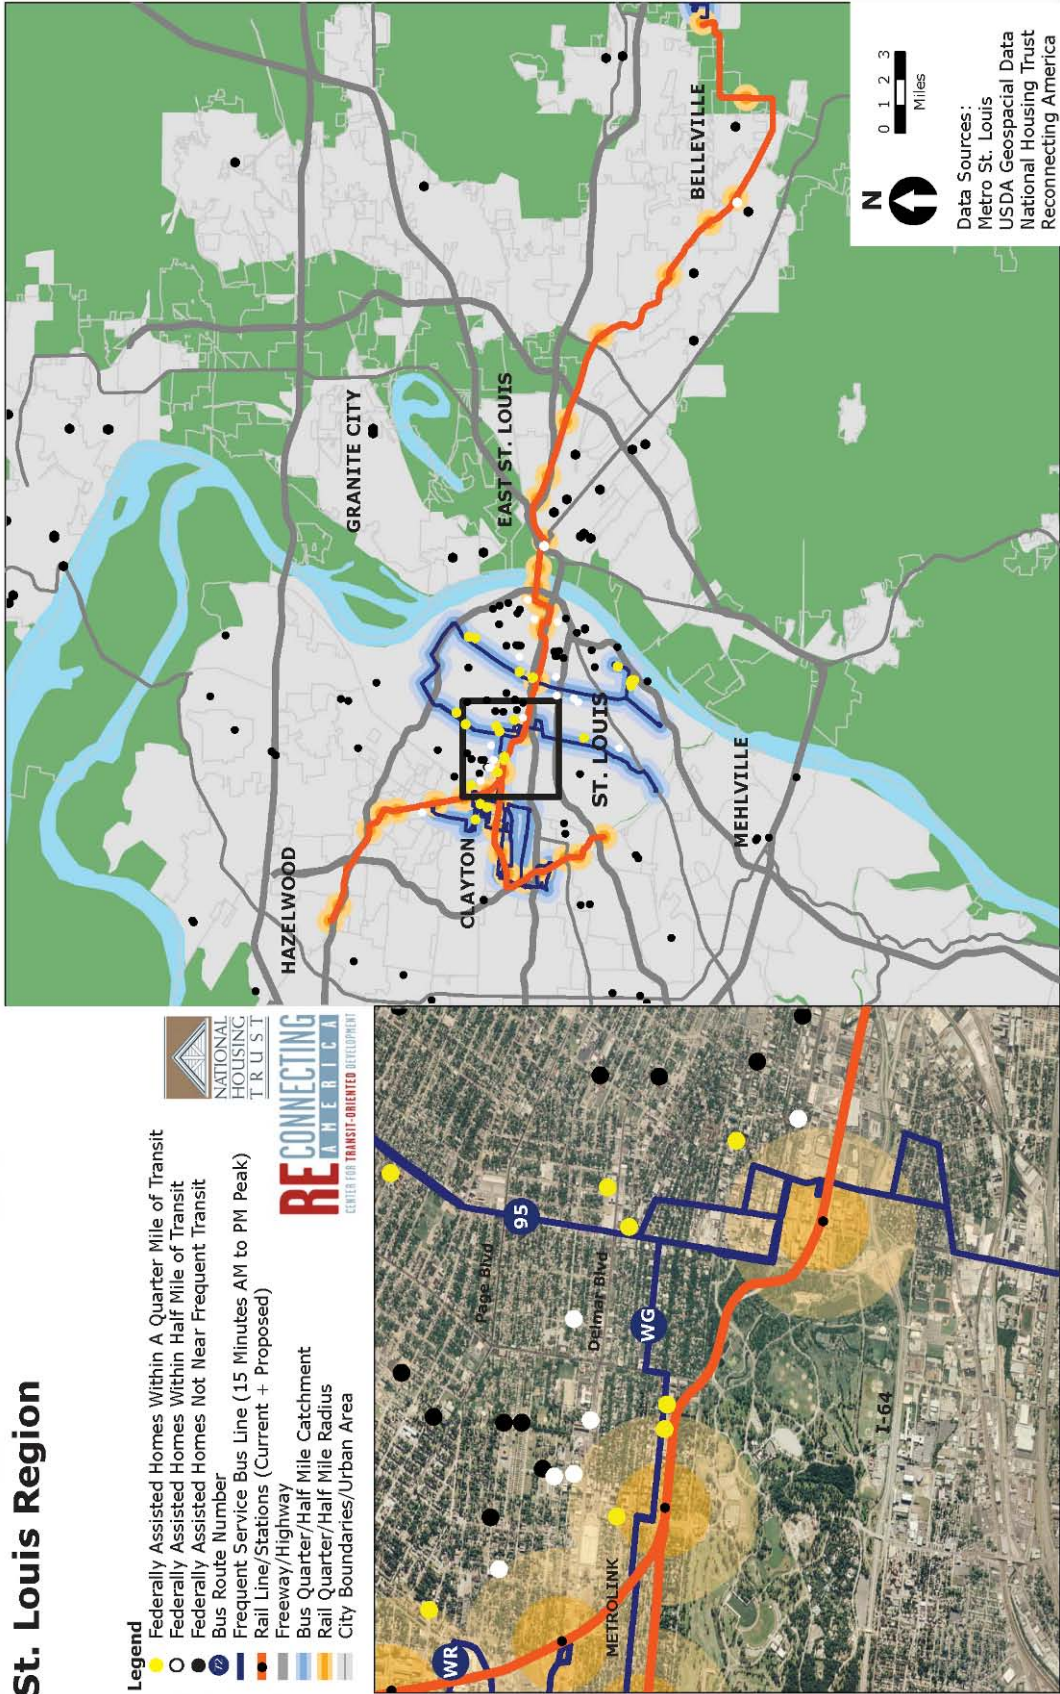 St. Louis Region
Legend
Federally Assisted Homes Within A Quarter Mile of Transit
Federally Assisted Homes Within Half Mile of Transit
Federally Assisted Homes Not Near Frequent Transit
72 Bus Route Number
Frequent Service Bus Line (15 Minutes AM to PM Peak)
Rail Line/Stations (Current + Proposed)
Freeway/Highway
Bus Quarter/Half Mile Catchment
Rail Quarter/Half Mile Radius
City Boundaries/Urban Area
NATIONAL
HOUSING
TRUST
RECONNECTING
AMERICA
CENTER FOR TRANSIT-ORIENTED DEVELOPMENT
WR
95
Page Blvd
Delmar Blvd
WG
METROLINK
I-64
HAZELWOOD
GRANITE CITY
CLAYTON
EAST ST. LOUIS
ST. LOUIS
BELLEVILLE
MEHLVILLE
N
0 1 2 3
Miles
Data Sources:
Metro St. Louis
USDA Geospacial Data
National Housing Trust
Reconnecting America